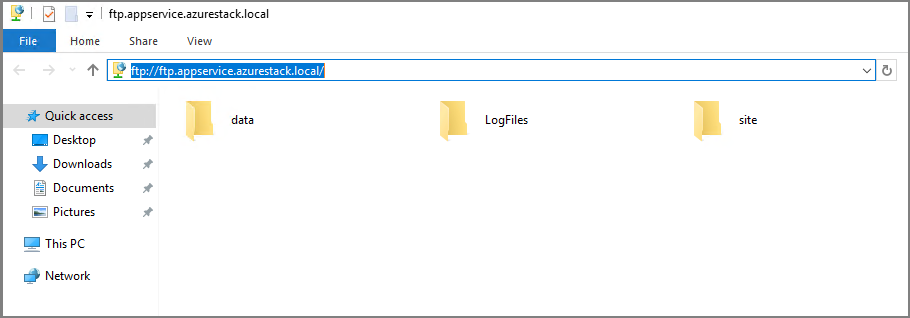 ftp.appservice.azurestack.local
File Home Share View
ftp://ftp.appservice.azurestack.local/
Quick access
Desktop
Downloads
Documents
Pictures
This PC
Network
data LogFiles site